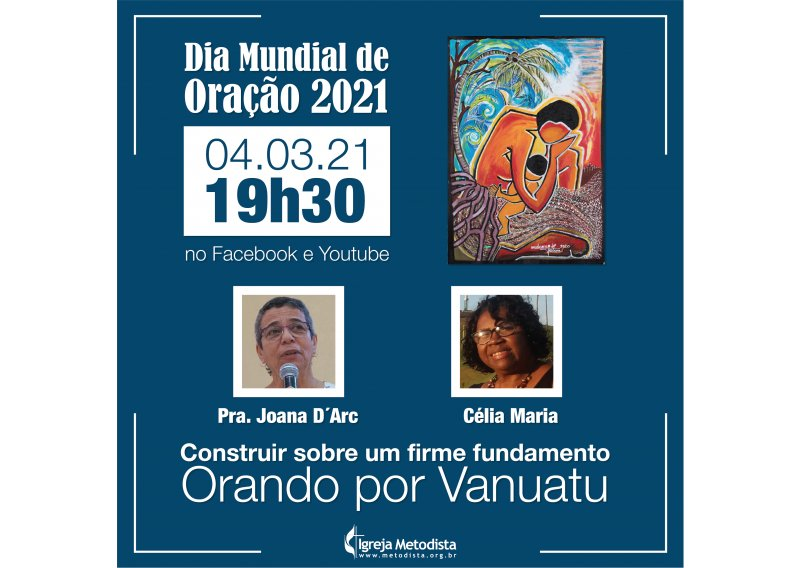 Dia Mundial de
Oração 2021
04.03.21
19h30
no Facebook e Youtube
Pra. Joana D´Arc
Célia Maria
Construir sobre um firme fundamento
Orando por Vanuatu
Igreja Metodista
www.metodista.org.br